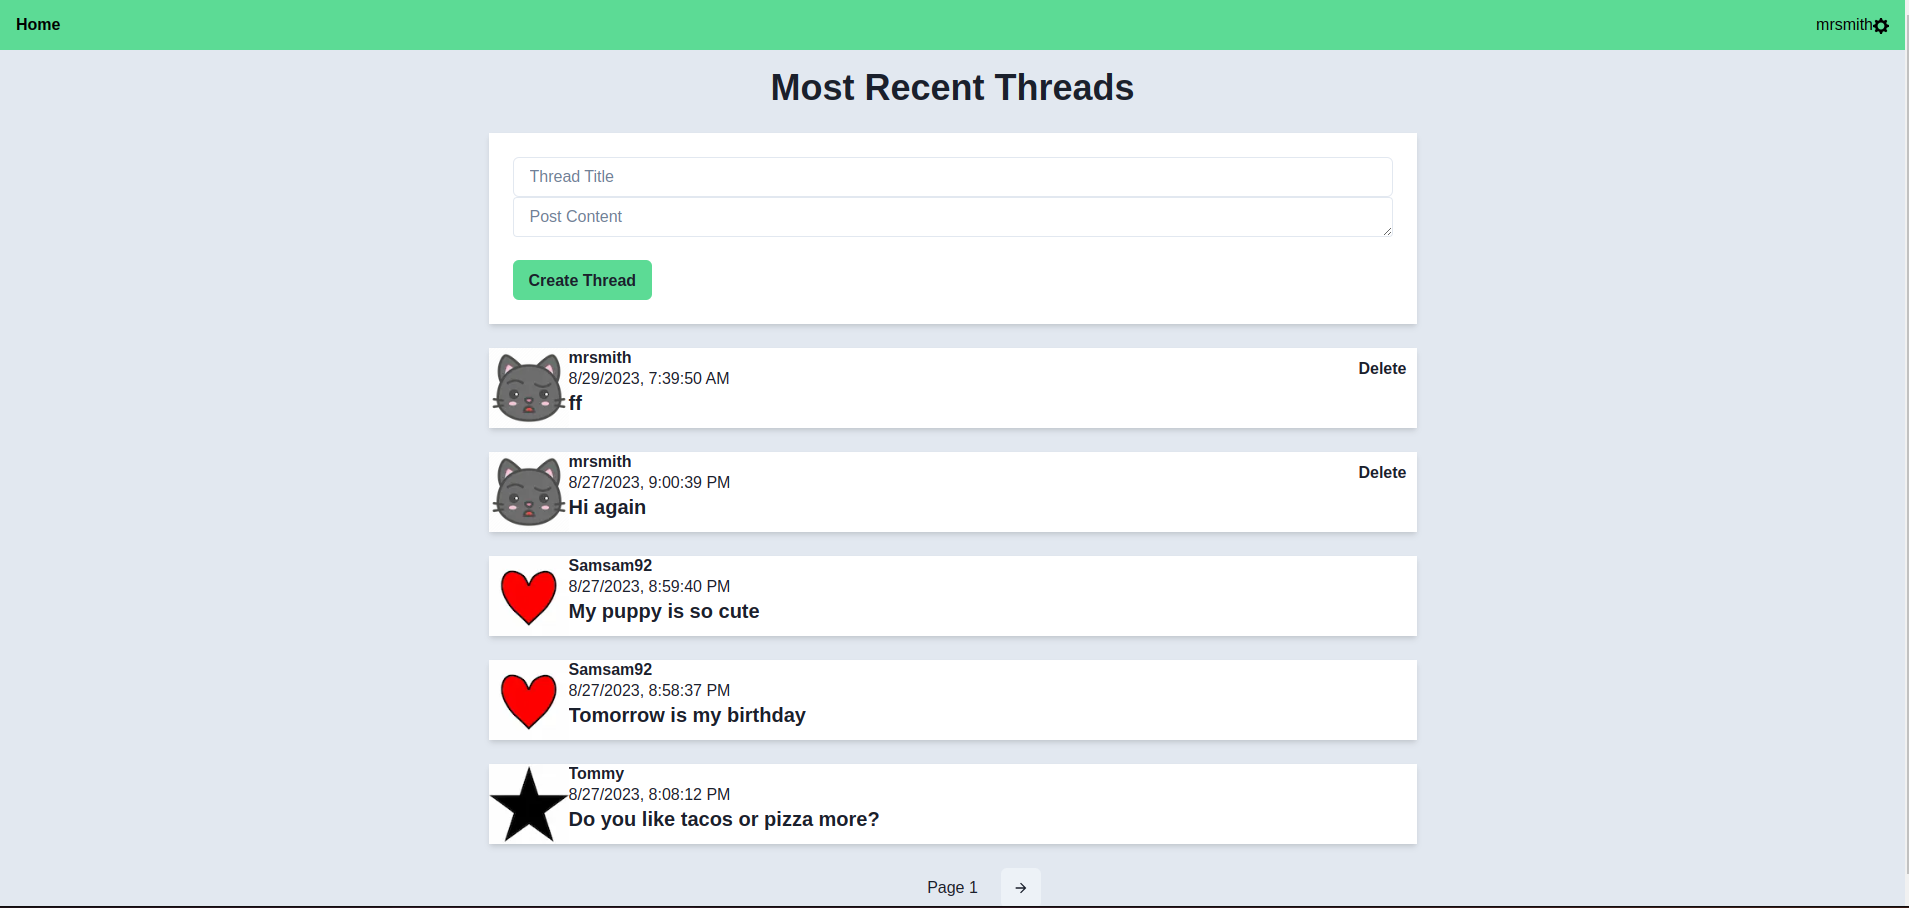 Home
mrsmith
Most Recent Threads
Thread Title
Post Content
Create Thread
mrsmith
8/29/2023, 7:39:50 AM
Delete
ff
mrsmith
8/27/2023, 9:00:39 PM
Delete
Hi again
Samsam92
8/27/2023, 8:59:40 PM
My puppy is so cute
Samsam92
8/27/2023, 8:58:37 PM
Tomorrow is my birthday
Tommy
8/27/2023, 8:08:12 PM
Do you like tacos or pizza more?
Page 1